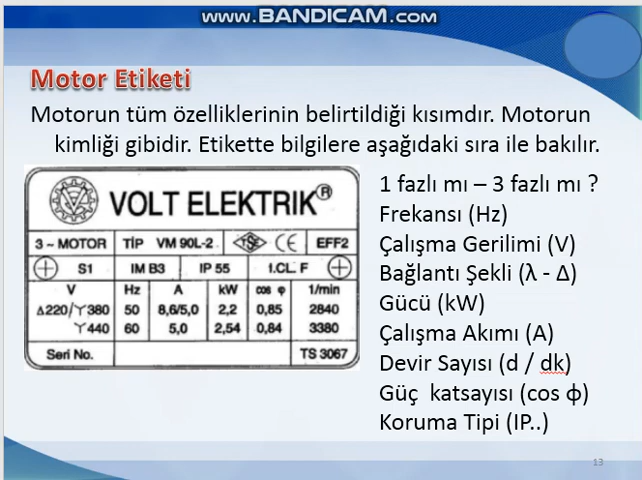 www.BANDICAM.com
Motor Etiketi
Motorun tüm özelliklerinin belirtildiği kısımdır. Motorun
kimliği gibidir. Etikette bilgilere aşağıdaki sıra ile bakılır.
VOLT ELEKTRIK®
3 ~ MOTOR TİP VM 90L-2 TSE CE EFF2
S1 IM B3 IP 55 I.CL. F
V Hz A kW cos φ 1/min
Δ220/Y380 50 8,6/5,0 2,2 0,85 2840
Y440 60 5,0 2,54 0,84 3380
Seri No. TS 3067
1 fazlı mı – 3 fazlı mı ?
Frekansı (Hz)
Çalışma Gerilimi (V)
Bağlantı Şekli (λ - Δ)
Gücü (kW)
Çalışma Akımı (A)
Devir Sayısı (d / dk)
Güç katsayısı (cos ϕ)
Koruma Tipi (IP..)
13